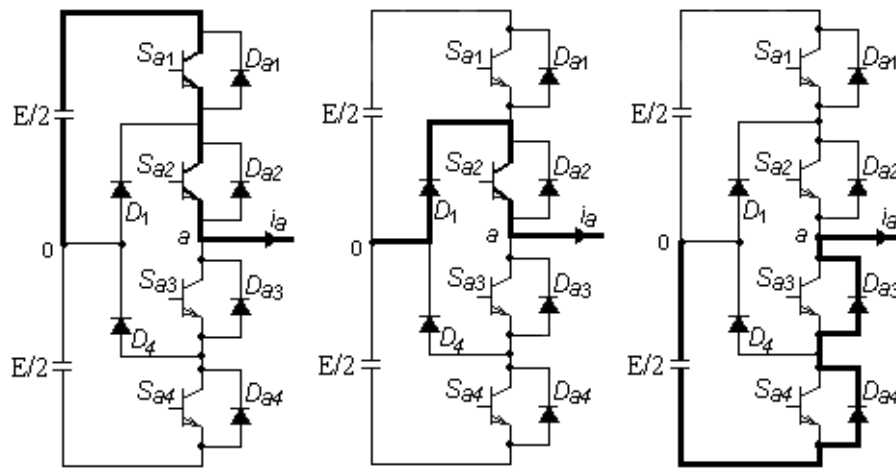 Sa1 Da1
E/2
Sa2 Da2
D1
ia
0 a
Sa3 Da3
D4
E/2
Sa4 Da4
Sa1 Da1
E/2
Sa2 Da2
D1
ia
0 a
Sa3 Da3
D4
E/2
Sa4 Da4
Sa1 Da1
E/2
Sa2 Da2
D1
ia
0 a
Sa3 Da3
D4
E/2
Sa4 Da4